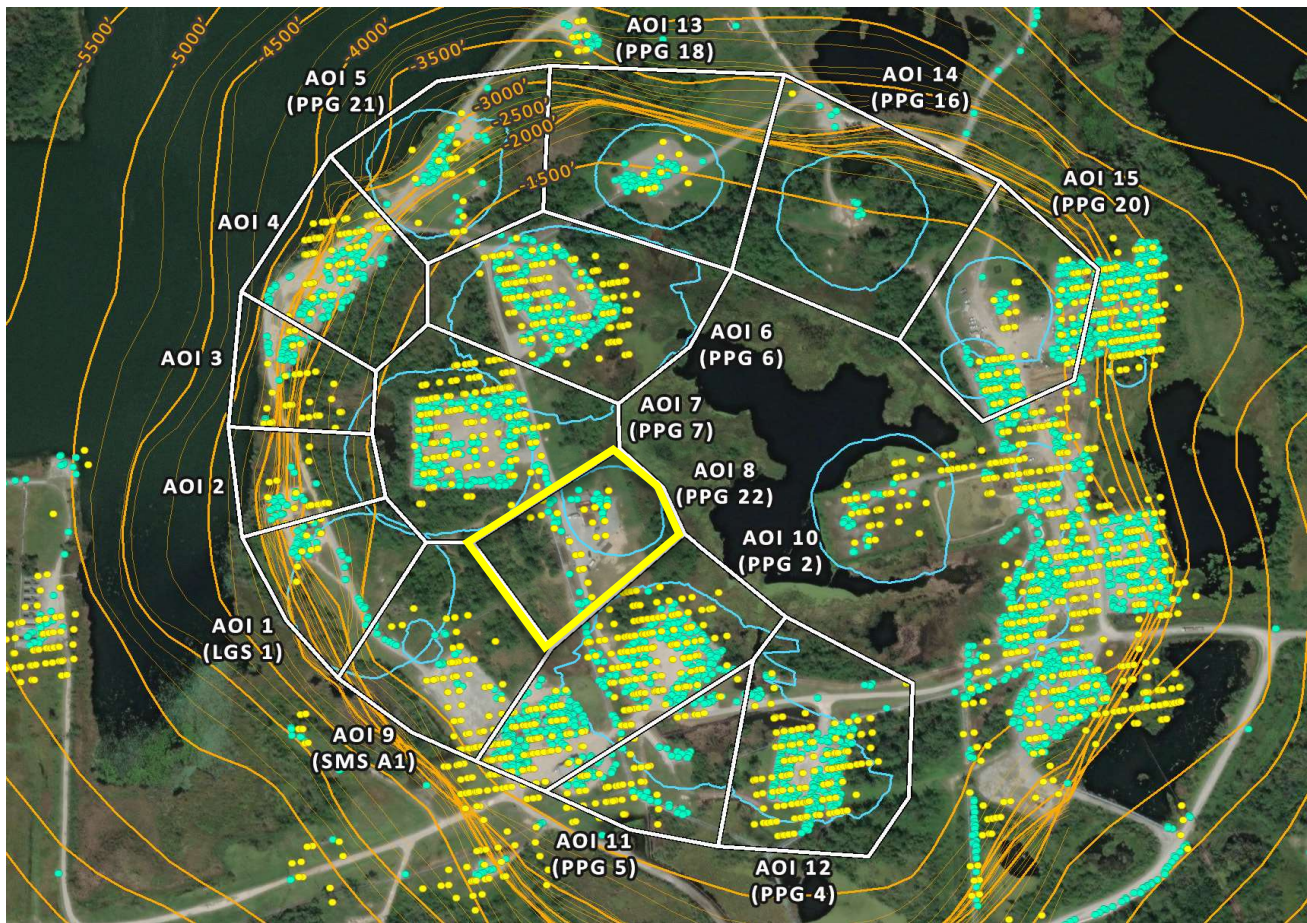 AOI 13
(PPG 18)
-5500'
-5000'
-4500'
-4000'
-3500'
AOI 5
(PPG 21)
AOI 14
(PPG 16)
-3000'
-2500'
-2000'
-1500'
AOI 15
(PPG 20)
AOI 4
AOI 6
(PPG 6)
AOI 3
AOI 7
(PPG 7)
AOI 8
(PPG 22)
AOI 2
AOI 10
(PPG 2)
AOI 1
(LGS 1)
AOI 9
(SMS A1)
AOI 11
(PPG 5)
AOI 12
(PPG 4)